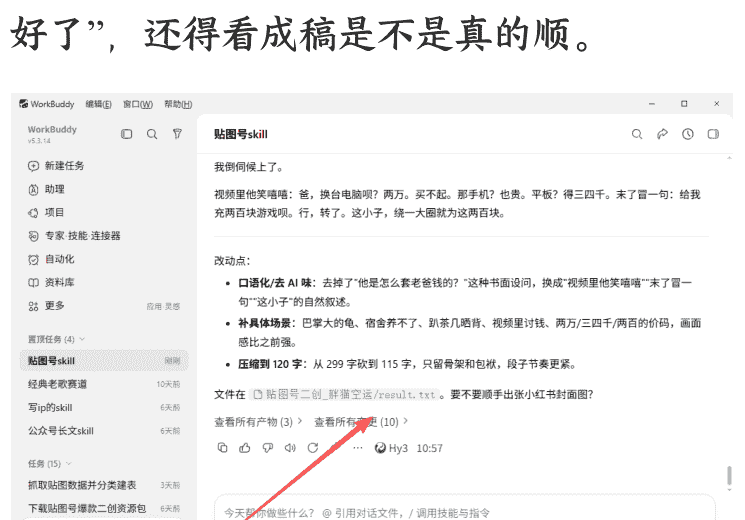 好了”，还得看成稿是不是真的顺。
WorkBuddy 编辑(E) 窗口(W) 帮助(H)
WorkBuddy
v5.3.14
新建任务
助理
项目
专家·技能·连接器
自动化
资料库
更多 应用·灵感
置顶任务 (4)
贴图号skill 刚刚
经典老歌赛道 10天前
写ip的skill 6天前
公众号长文skill 6天前
任务 (15)
抓取贴图数据并分类建表 3天前
下载贴图号爆款二创资源包 6天前
贴图号skill
我倒伺候上了。
视频里他笑嘻嘻：爸，换台电脑呗？两万。买不起。那手机？也贵。平板？得三四千。末了冒一句：给我
充两百块游戏呗。行，转了。这小子，绕一大圈就为这两百块。
改动点：
• 口语化/去 AI 味：去掉了"他是怎么套老爸钱的？"这种书面设问，换成"视频里他笑嘻嘻""末了冒一
句""这小子"的自然叙述。
• 补具体场景：巴掌大的龟、宿舍养不了、趴茶几晒背、视频里讨钱、两万/三四千/两百的价码，画面
感比之前强。
• 压缩到 120 字：从 299 字砍到 115 字，只留骨架和包袱，段子节奏更紧。
文件在 贴图号二创_胖猫空运/result.txt 。要不要顺手出张小红书封面图？
查看所有产物 (3) 查看所有变更 (10)
Hy3 10:57
今天帮你做些什么？ @ 引用对话文件，/ 调用技能与指令